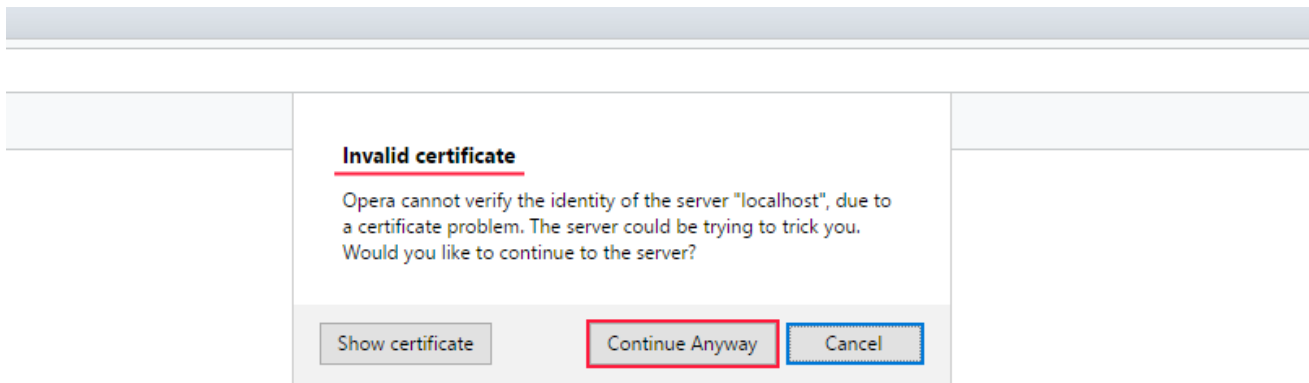 Invalid certificate
Opera cannot verify the identity of the server "localhost", due to
a certificate problem. The server could be trying to trick you.
Would you like to continue to the server?
Show certificate Continue Anyway Cancel